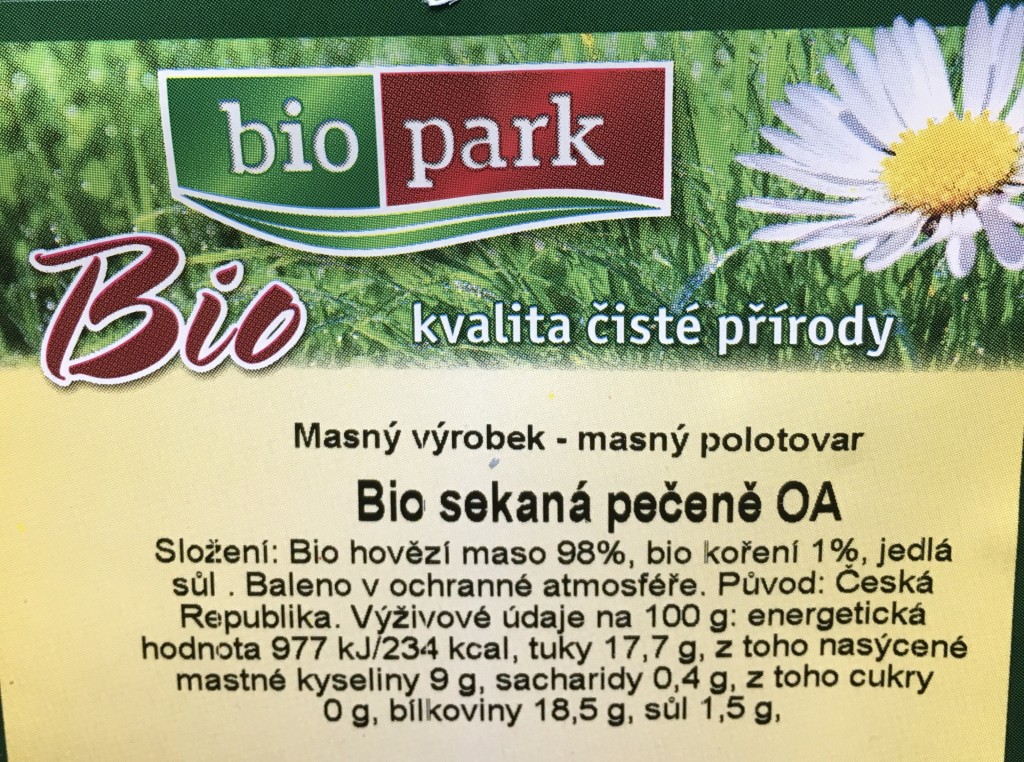 bio park
Bio
kvalita čisté přírody
Masný výrobek - masný polotovar
Bio sekaná pečeně OA
Složení: Bio hovězí maso 98%, bio koření 1%, jedlá
sůl . Baleno v ochranné atmosféře. Původ: Česká
Republika. Výživové údaje na 100 g: energetická
hodnota 977 kJ/234 kcal, tuky 17,7 g, z toho nasýcené
mastné kyseliny 9 g, sacharidy 0,4 g, z toho cukry
0 g, bílkoviny 18,5 g, sůl 1,5 g,